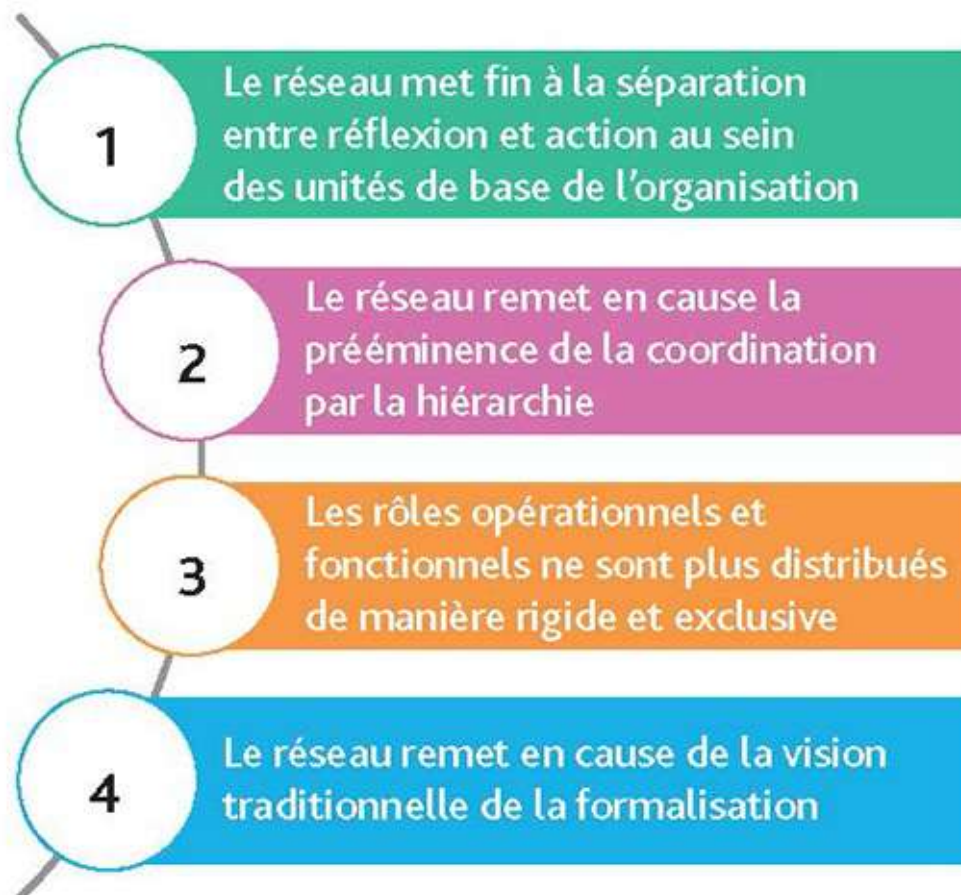 1
Le réseau met fin à la séparation
entre réflexion et action au sein
des unités de base de l'organisation
2
Le réseau remet en cause la
prééminence de la coordination
par la hiérarchie
3
Les rôles opérationnels et
fonctionnels ne sont plus distribués
de manière rigide et exclusive
4
Le réseau remet en cause de la vision
traditionnelle de la formalisation